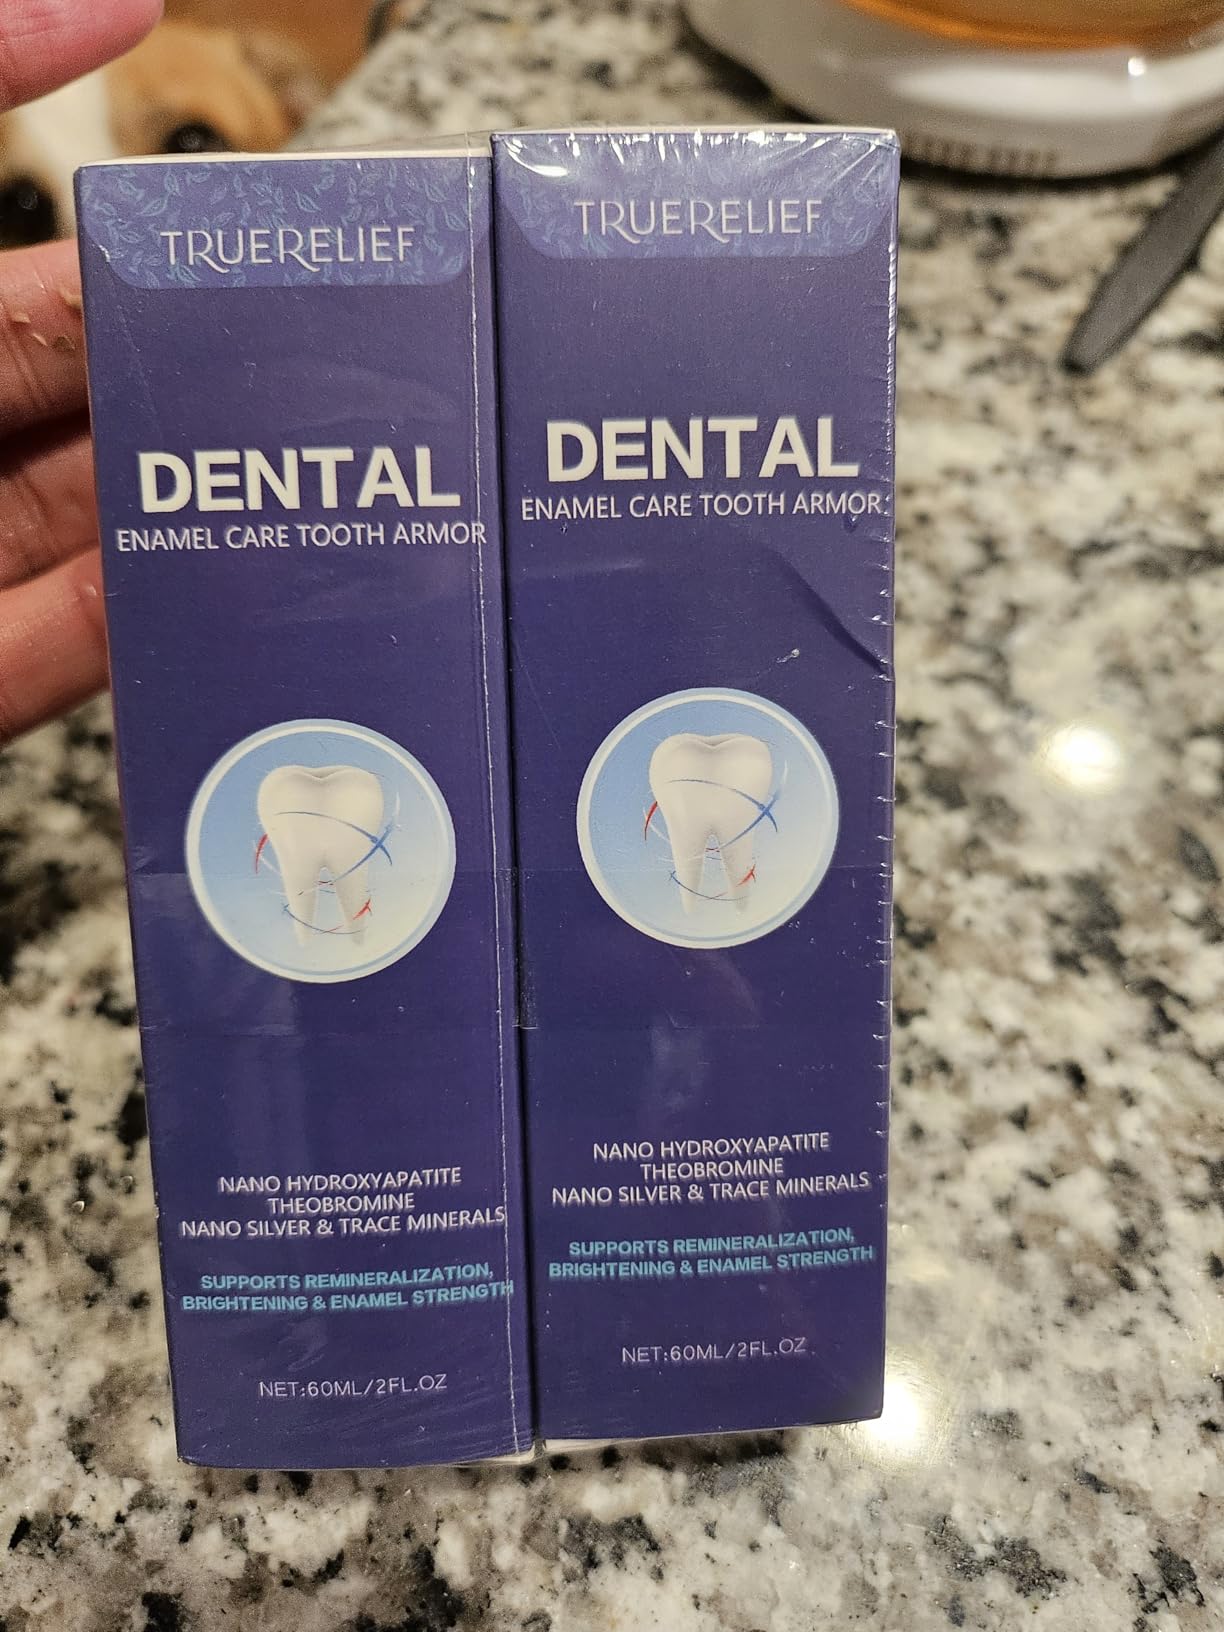 TRUERELIEF
DENTAL
ENAMEL CARE TOOTH ARMOR
NANO HYDROXYAPATITE
THEOBROMINE
NANO SILVER & TRACE MINERALS
SUPPORTS REMINERALIZATION,
BRIGHTENING & ENAMEL STRENGTH
NET:60ML/2FL.OZ
TRUERELIEF
DENTAL
ENAMEL CARE TOOTH ARMOR
NANO HYDROXYAPATITE
THEOBROMINE
NANO SILVER & TRACE MINERALS
SUPPORTS REMINERALIZATION,
BRIGHTENING & ENAMEL STRENGTH
NET:60ML/2FL.OZ